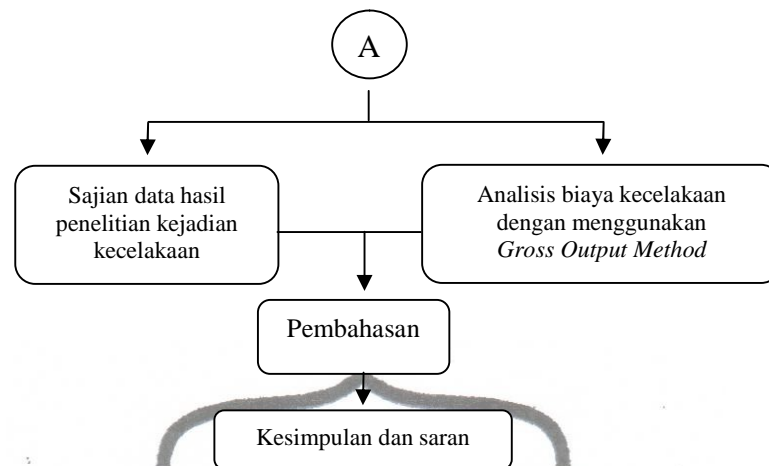 A
Sajian data hasil
penelitian kejadian
kecelakaan
Analisis biaya kecelakaan
dengan menggunakan
Gross Output Method
Pembahasan
Kesimpulan dan saran